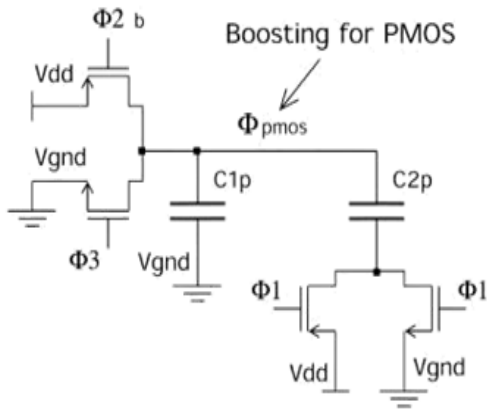 Φ2 b
Boosting for PMOS
Vdd
Φpmos
Vgnd
C1p
C2p
Φ3
Vgnd
Φ1
Φ1
Vdd
Vgnd